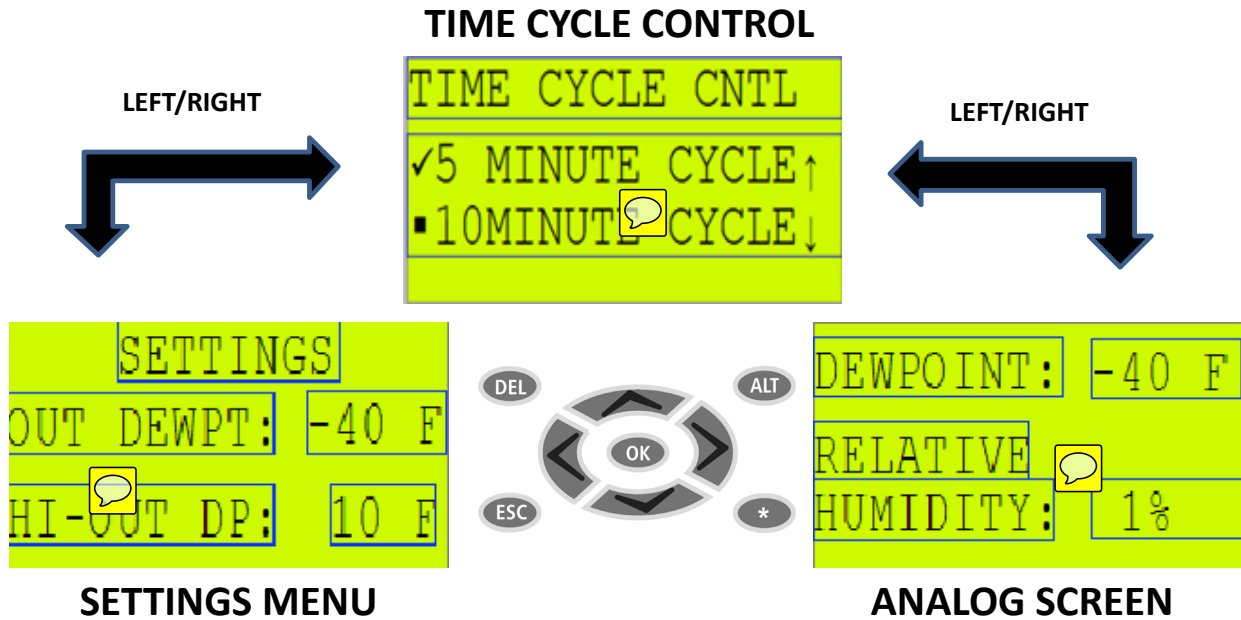 TIME CYCLE CONTROL
LEFT/RIGHT
LEFT/RIGHT
TIME CYCLE CNTL
✓5 MINUTE CYCLE↑
▪10MINUTE CYCLE↓
SETTINGS
OUT DEWPT: -40 F
HI-OUT DP: 10 F
SETTINGS MENU
DEL
ALT
OK
ESC
*
DEWPOINT: -40 F
RELATIVE
HUMIDITY: 1%
ANALOG SCREEN